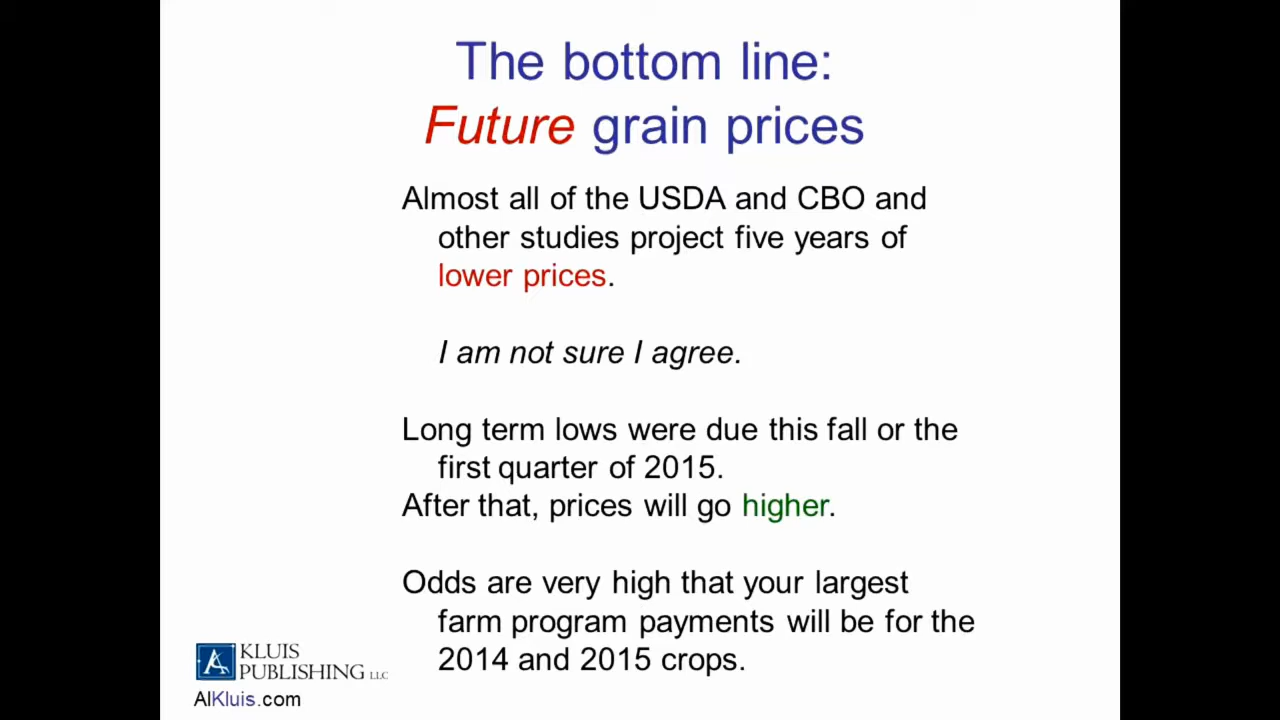 The bottom line:
Future grain prices
Almost all of the USDA and CBO and
other studies project five years of
lower prices.
I am not sure I agree.
Long term lows were due this fall or the
first quarter of 2015.
After that, prices will go higher.
Odds are very high that your largest
farm program payments will be for the
2014 and 2015 crops.
KLUIS
PUBLISHING LLC
AlKluis.com